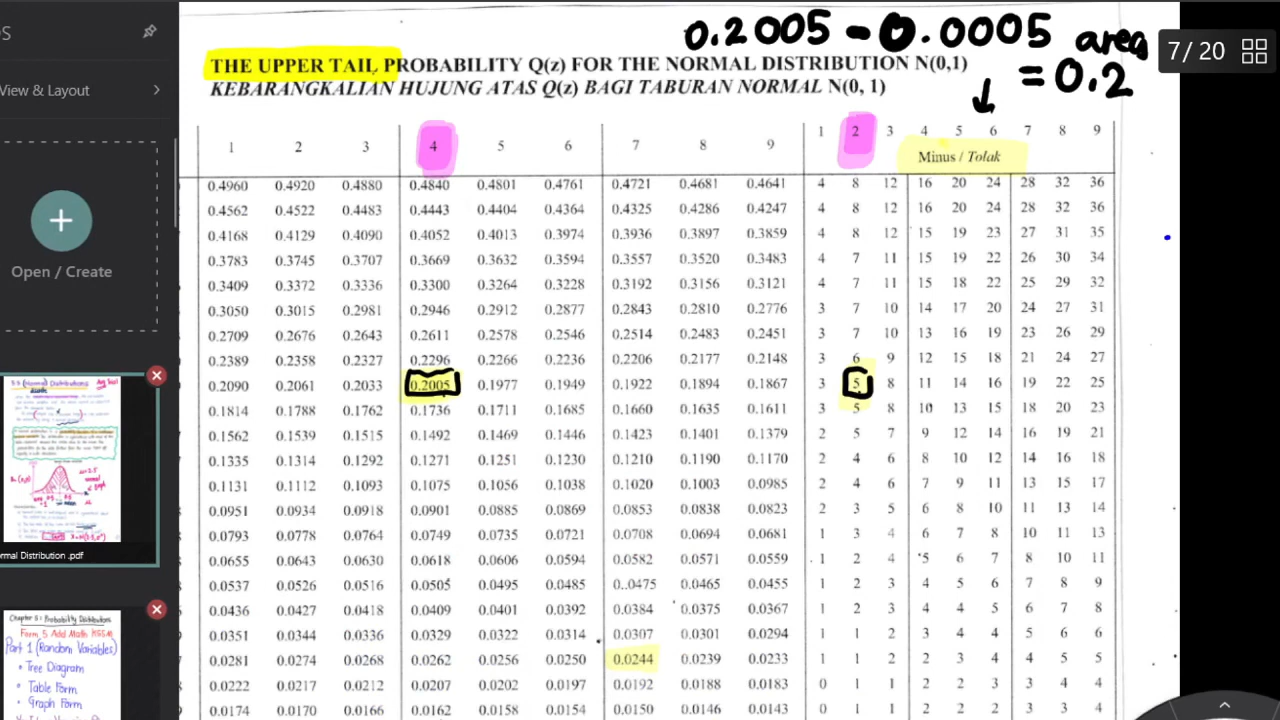 0.2005 - 0.0005 area
= 0.2
7 / 20
View & Layout
Open / Create
THE UPPER TAIL PROBABILITY Q(z) FOR THE NORMAL DISTRIBUTION N(0,1)
KEBARANGKALIAN HUJUNG ATAS Q(z) BAGI TABURAN NORMAL N(0, 1)
1 2 3 4 5 6 7 8 9 1 2 3 4 5 6 7 8 9
Minus / Tolak
0.4960 0.4920 0.4880 0.4840 0.4801 0.4761 0.4721 0.4681 0.4641 4 8 12 16 20 24 28 32 36
0.4562 0.4522 0.4483 0.4443 0.4404 0.4364 0.4325 0.4286 0.4247 4 8 12 16 20 24 28 32 36
0.4168 0.4129 0.4090 0.4052 0.4013 0.3974 0.3936 0.3897 0.3859 4 8 12 15 19 23 27 31 35
0.3783 0.3745 0.3707 0.3669 0.3632 0.3594 0.3557 0.3520 0.3483 4 7 11 15 19 22 26 30 34
0.3409 0.3372 0.3336 0.3300 0.3264 0.3228 0.3192 0.3156 0.3121 4 7 11 15 18 22 25 29 32
0.3050 0.3015 0.2981 0.2946 0.2912 0.2877 0.2843 0.2810 0.2776 3 7 10 14 17 20 24 27 31
0.2709 0.2676 0.2643 0.2611 0.2578 0.2546 0.2514 0.2483 0.2451 3 7 10 13 16 19 23 26 29
0.2389 0.2358 0.2327 0.2296 0.2266 0.2236 0.2206 0.2177 0.2148 3 6 9 12 15 18 21 24 27
0.2090 0.2061 0.2033 0.2005 0.1977 0.1949 0.1922 0.1894 0.1867 3 5 8 11 14 16 19 22 25
0.1814 0.1788 0.1762 0.1736 0.1711 0.1685 0.1660 0.1635 0.1611 3 5 8 10 13 15 18 20 23
0.1562 0.1539 0.1515 0.1492 0.1469 0.1446 0.1423 0.1401 0.1379 2 5 7 9 12 14 16 19 21
0.1335 0.1314 0.1292 0.1271 0.1251 0.1230 0.1210 0.1190 0.1170 2 4 6 8 10 12 14 16 18
0.1131 0.1112 0.1093 0.1075 0.1056 0.1038 0.1020 0.1003 0.0985 2 4 6 7 9 11 13 15 17
0.0951 0.0934 0.0918 0.0901 0.0885 0.0869 0.0853 0.0838 0.0823 2 3 5 6 8 10 11 13 14
0.0793 0.0778 0.0764 0.0749 0.0735 0.0721 0.0708 0.0694 0.0681 1 3 4 6 7 8 10 11 13
0.0655 0.0643 0.0630 0.0618 0.0606 0.0594 0.0582 0.0571 0.0559 1 2 4 5 6 7 8 10 11
0.0537 0.0526 0.0516 0.0505 0.0495 0.0485 0..0475 0.0465 0.0455 1 2 3 4 5 6 7 8 9
0.0436 0.0427 0.0418 0.0409 0.0401 0.0392 0.0384 0.0375 0.0367 1 2 3 4 4 5 6 7 8
0.0351 0.0344 0.0336 0.0329 0.0322 0.0314 0.0307 0.0301 0.0294 1 1 2 3 4 4 5 6 6
0.0281 0.0274 0.0268 0.0262 0.0256 0.0250 0.0244 0.0239 0.0233 1 1 2 2 3 4 4 5 5
0.0222 0.0217 0.0212 0.0207 0.0202 0.0197 0.0192 0.0188 0.0183 0 1 1 2 2 3 3 4 4
0.0174 0.0170 0.0166 0.0162 0.0158 0.0154 0.0150 0.0146 0.0143 0 1 1 2 2 2 3 3 4
rmal Distribution .pdf
Chapter 5 : Probability Distributions
Form 5 Add Math KSSM
Part 1 (Random Variables)
• Tree Diagram
• Table Form
• Graph Form